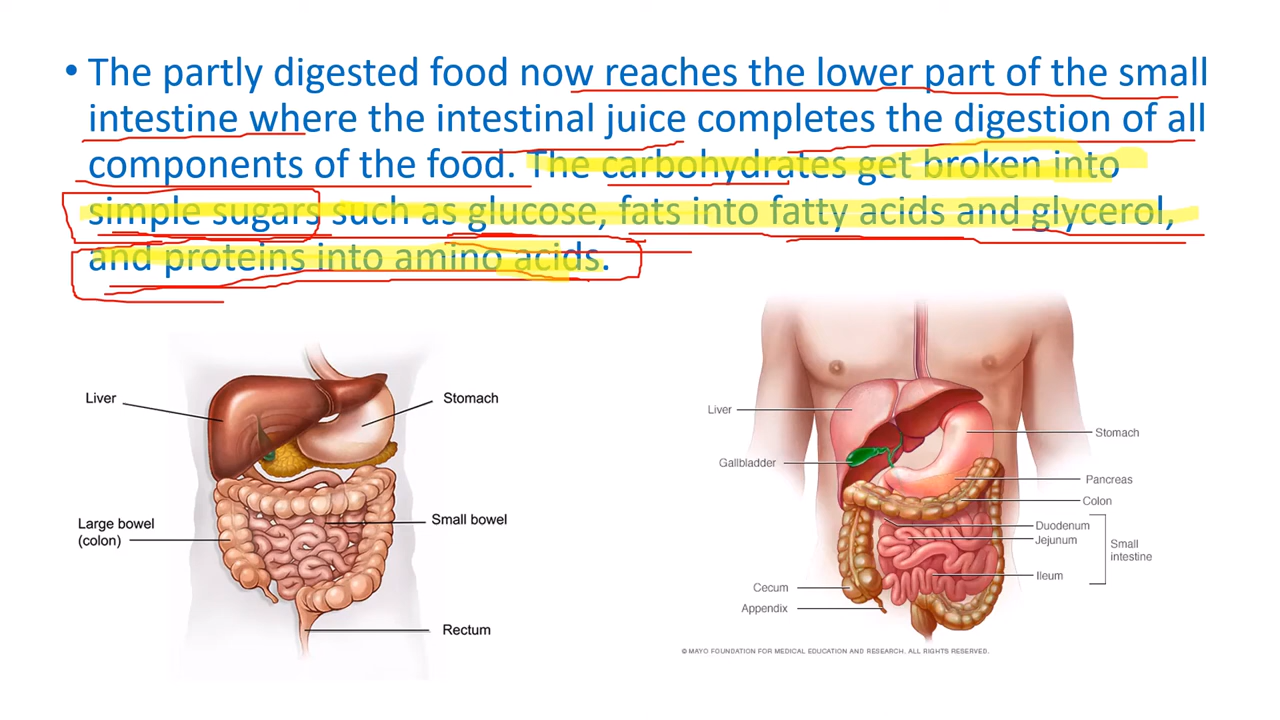 • The partly digested food now reaches the lower part of the small
intestine where the intestinal juice completes the digestion of all
components of the food. The carbohydrates get broken into
simple sugars such as glucose, fats into fatty acids and glycerol,
and proteins into amino acids.
Liver
Stomach
Large bowel
(colon)
Small bowel
Rectum
Liver
Gallbladder
Stomach
Pancreas
Colon
Duodenum
Jejunum
Small
intestine
Ileum
Cecum
Appendix
© MAYO FOUNDATION FOR MEDICAL EDUCATION AND RESEARCH. ALL RIGHTS RESERVED.